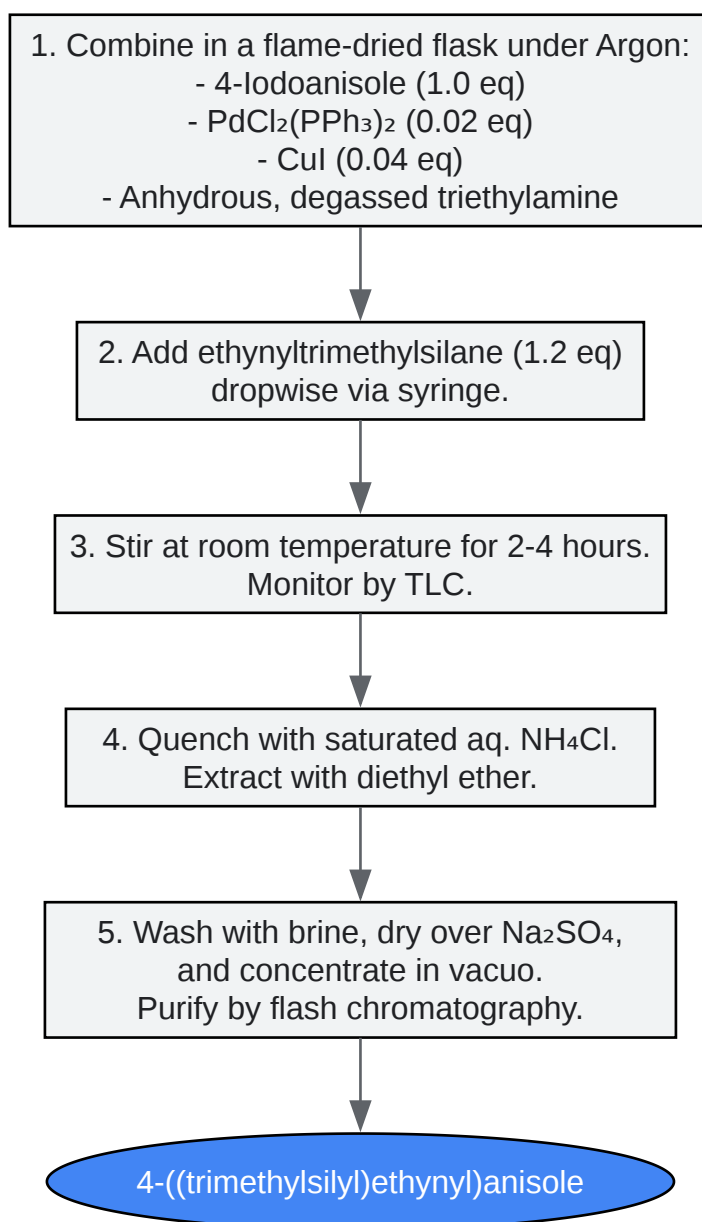 1. Combine in a flame-dried flask under Argon:
- 4-Iodoanisole (1.0 eq)
- PdCl₂(PPh₃)₂ (0.02 eq)
- CuI (0.04 eq)
- Anhydrous, degassed triethylamine
2. Add ethynyltrimethylsilane (1.2 eq)
dropwise via syringe.
3. Stir at room temperature for 2-4 hours.
Monitor by TLC.
4. Quench with saturated aq. NH₄Cl.
Extract with diethyl ether.
5. Wash with brine, dry over Na₂SO₄,
and concentrate in vacuo.
Purify by flash chromatography.
4-((trimethylsilyl)ethynyl)anisole